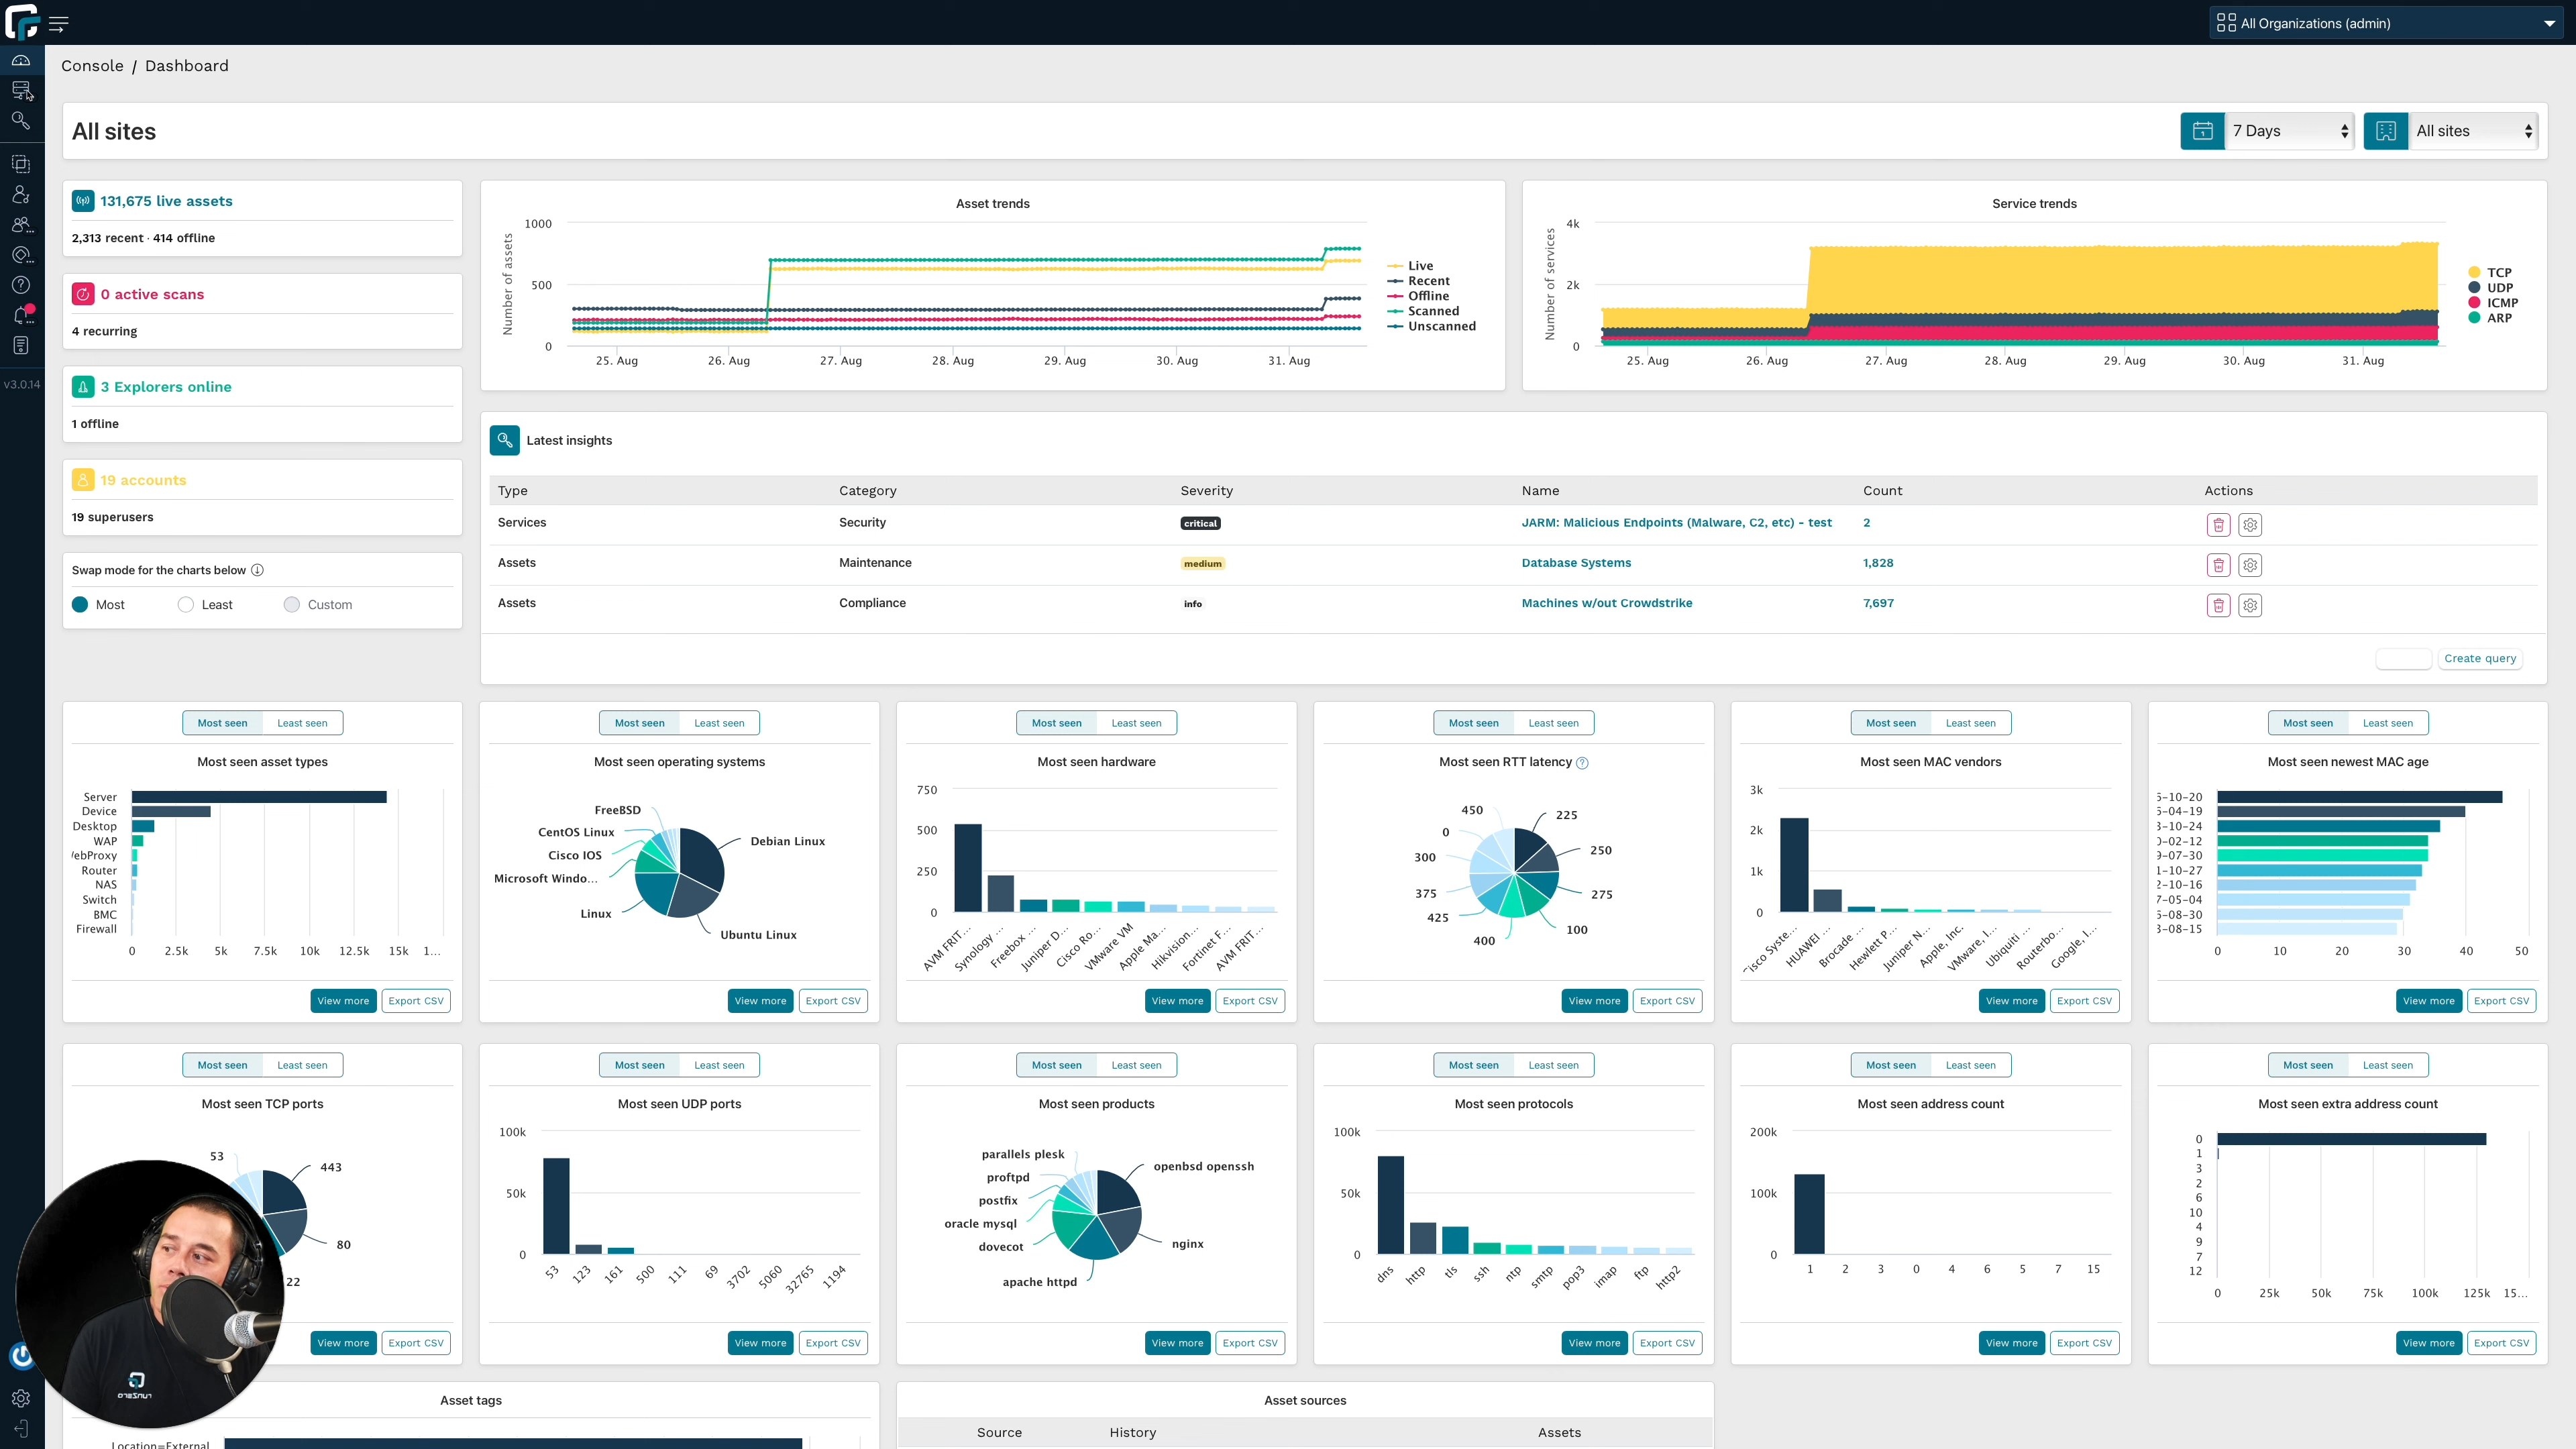 All Organizations (admin)
Console / Dashboard
All sites
7 Days
All sites
v3.0.14
131,675 live assets
2,313 recent · 414 offline
0 active scans
4 recurring
3 Explorers online
1 offline
19 accounts
19 superusers
Swap mode for the charts below
Most
Least
Custom
Asset trends
Number of assets
1000
500
0
25. Aug
26. Aug
27. Aug
28. Aug
29. Aug
30. Aug
31. Aug
Live
Recent
Offline
Scanned
Unscanned
Service trends
Number of services
4k
2k
0
25. Aug
26. Aug
27. Aug
28. Aug
29. Aug
30. Aug
31. Aug
TCP
UDP
ICMP
ARP
Latest insights
Type Category Severity Name Count Actions
Services Security critical JARM: Malicious Endpoints (Malware, C2, etc) - test 2
Assets Maintenance medium Database Systems 1,828
Assets Compliance info Machines w/out Crowdstrike 7,697
Create query
Most seen Least seen
Most seen asset types
Server
Device
Desktop
WAP
/ebProxy
Router
NAS
Switch
BMC
Firewall
0 2.5k 5k 7.5k 10k 12.5k 15k 1...
View more Export CSV
Most seen Least seen
Most seen operating systems
FreeBSD
CentOS Linux
Debian Linux
Cisco IOS
Microsoft Windo...
Linux
Ubuntu Linux
View more Export CSV
Most seen Least seen
Most seen hardware
750
500
250
0
AVM FRIT...
Synology ...
Freebox ...
Juniper D...
Cisco Ro...
VMware VM
Apple Ma...
Hikvision...
Fortinet F...
AVM FRIT...
View more Export CSV
Most seen Least seen
Most seen RTT latency
450
225
0
250
300
375
275
425
100
400
View more Export CSV
Most seen Least seen
Most seen MAC vendors
3k
2k
1k
0
isco Syste...
HUAWEI ...
Brocade ...
Hewlett P...
Juniper N...
Apple, Inc.
VMware, I...
Ubiquiti ...
Routerbo...
Google, I...
View more Export CSV
Most seen Least seen
Most seen newest MAC age
5-10-20
5-04-19
3-10-24
0-02-12
9-07-30
1-10-27
2-10-16
7-05-04
5-08-30
3-08-15
0 10 20 30 40 50
View more Export CSV
Most seen Least seen
Most seen TCP ports
53
443
80
22
View more Export CSV
Most seen Least seen
Most seen UDP ports
100k
50k
0
53 123 161 500 111 69 3702 5060 32765 1194
View more Export CSV
Most seen Least seen
Most seen products
parallels plesk
openbsd openssh
proftpd
postfix
oracle mysql
dovecot
nginx
apache httpd
View more Export CSV
Most seen Least seen
Most seen protocols
100k
50k
0
dns http tls ssh ntp smtp pop3 imap ftp http2
View more Export CSV
Most seen Least seen
Most seen address count
200k
100k
0
1 2 3 0 4 6 5 7 15
View more Export CSV
Most seen Least seen
Most seen extra address count
0
1
3
2
6
10
4
9
7
12
0 25k 50k 75k 100k 125k 15...
View more Export CSV
Asset tags
Location=External
Asset sources
Source History Assets